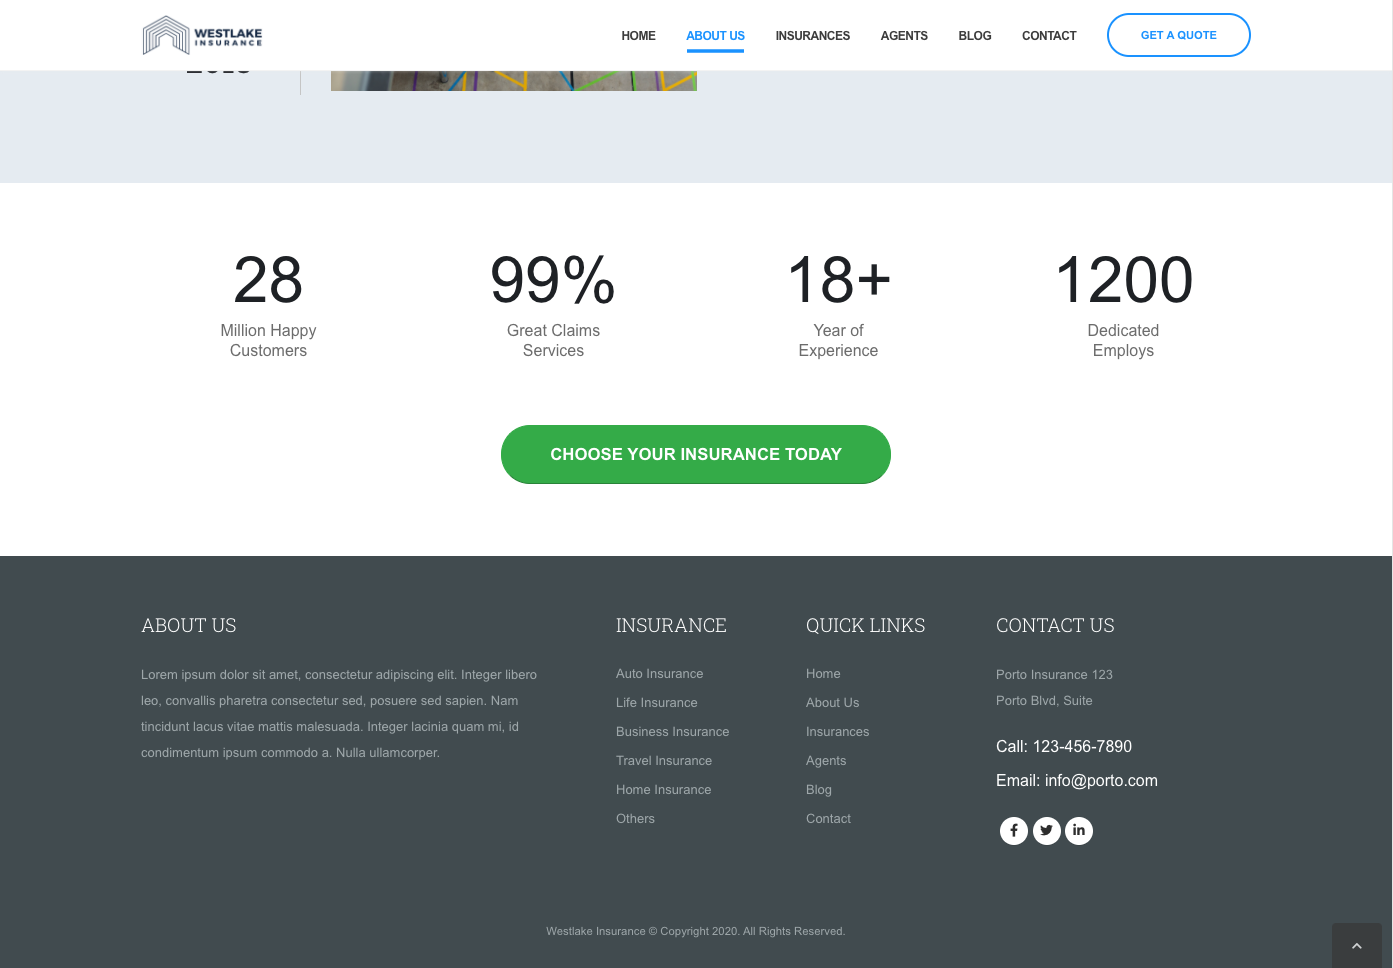 WESTLAKE
INSURANCE
HOME
ABOUT US
INSURANCES
AGENTS
BLOG
CONTACT
GET A QUOTE
28
Million Happy
Customers
99%
Great Claims
Services
18+
Year of
Experience
1200
Dedicated
Employs
CHOOSE YOUR INSURANCE TODAY
ABOUT US
Lorem ipsum dolor sit amet, consectetur adipiscing elit. Integer libero
leo, convallis pharetra consectetur sed, posuere sed sapien. Nam
tincidunt lacus vitae mattis malesuada. Integer lacinia quam mi, id
condimentum ipsum commodo a. Nulla ullamcorper.
INSURANCE
Auto Insurance
Life Insurance
Business Insurance
Travel Insurance
Home Insurance
Others
QUICK LINKS
Home
About Us
Insurances
Agents
Blog
Contact
CONTACT US
Porto Insurance 123
Porto Blvd, Suite
Call: 123-456-7890
Email: info@porto.com
Westlake Insurance © Copyright 2020. All Rights Reserved.